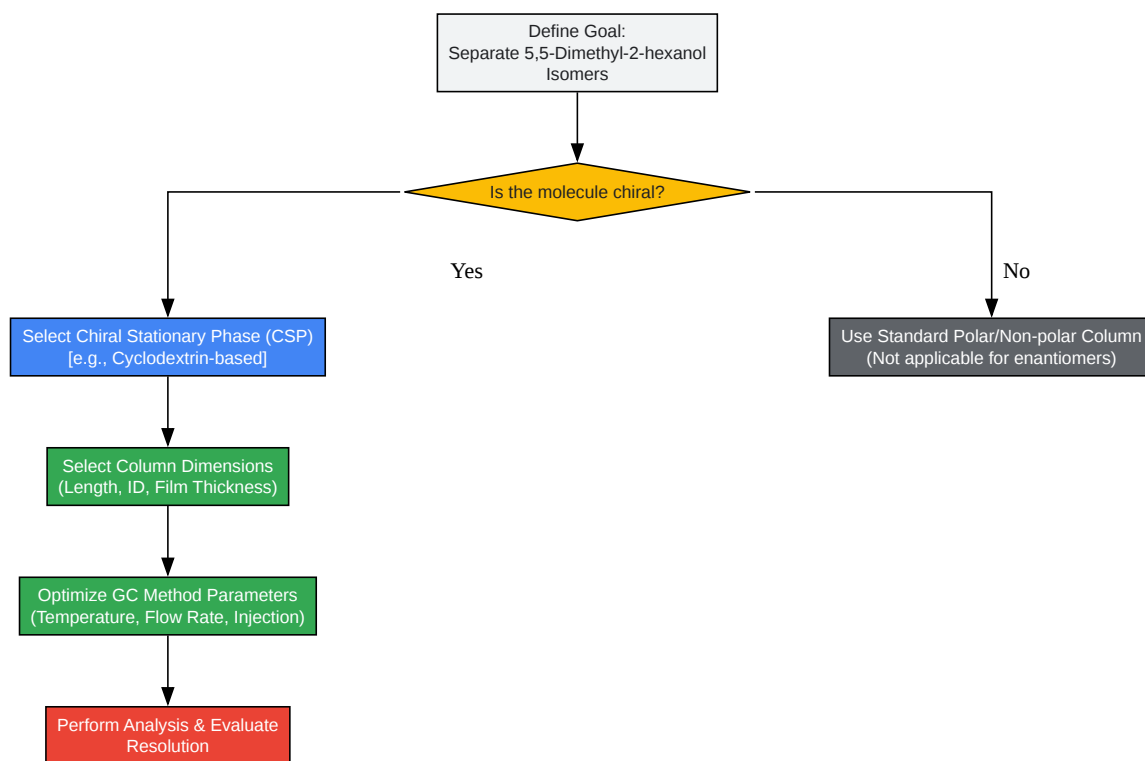 Define Goal:
Separate 5,5-Dimethyl-2-hexanol
Isomers
Is the molecule chiral?
Yes
No
Select Chiral Stationary Phase (CSP)
[e.g., Cyclodextrin-based]
Use Standard Polar/Non-polar Column
(Not applicable for enantiomers)
Select Column Dimensions
(Length, ID, Film Thickness)
Optimize GC Method Parameters
(Temperature, Flow Rate, Injection)
Perform Analysis & Evaluate
Resolution